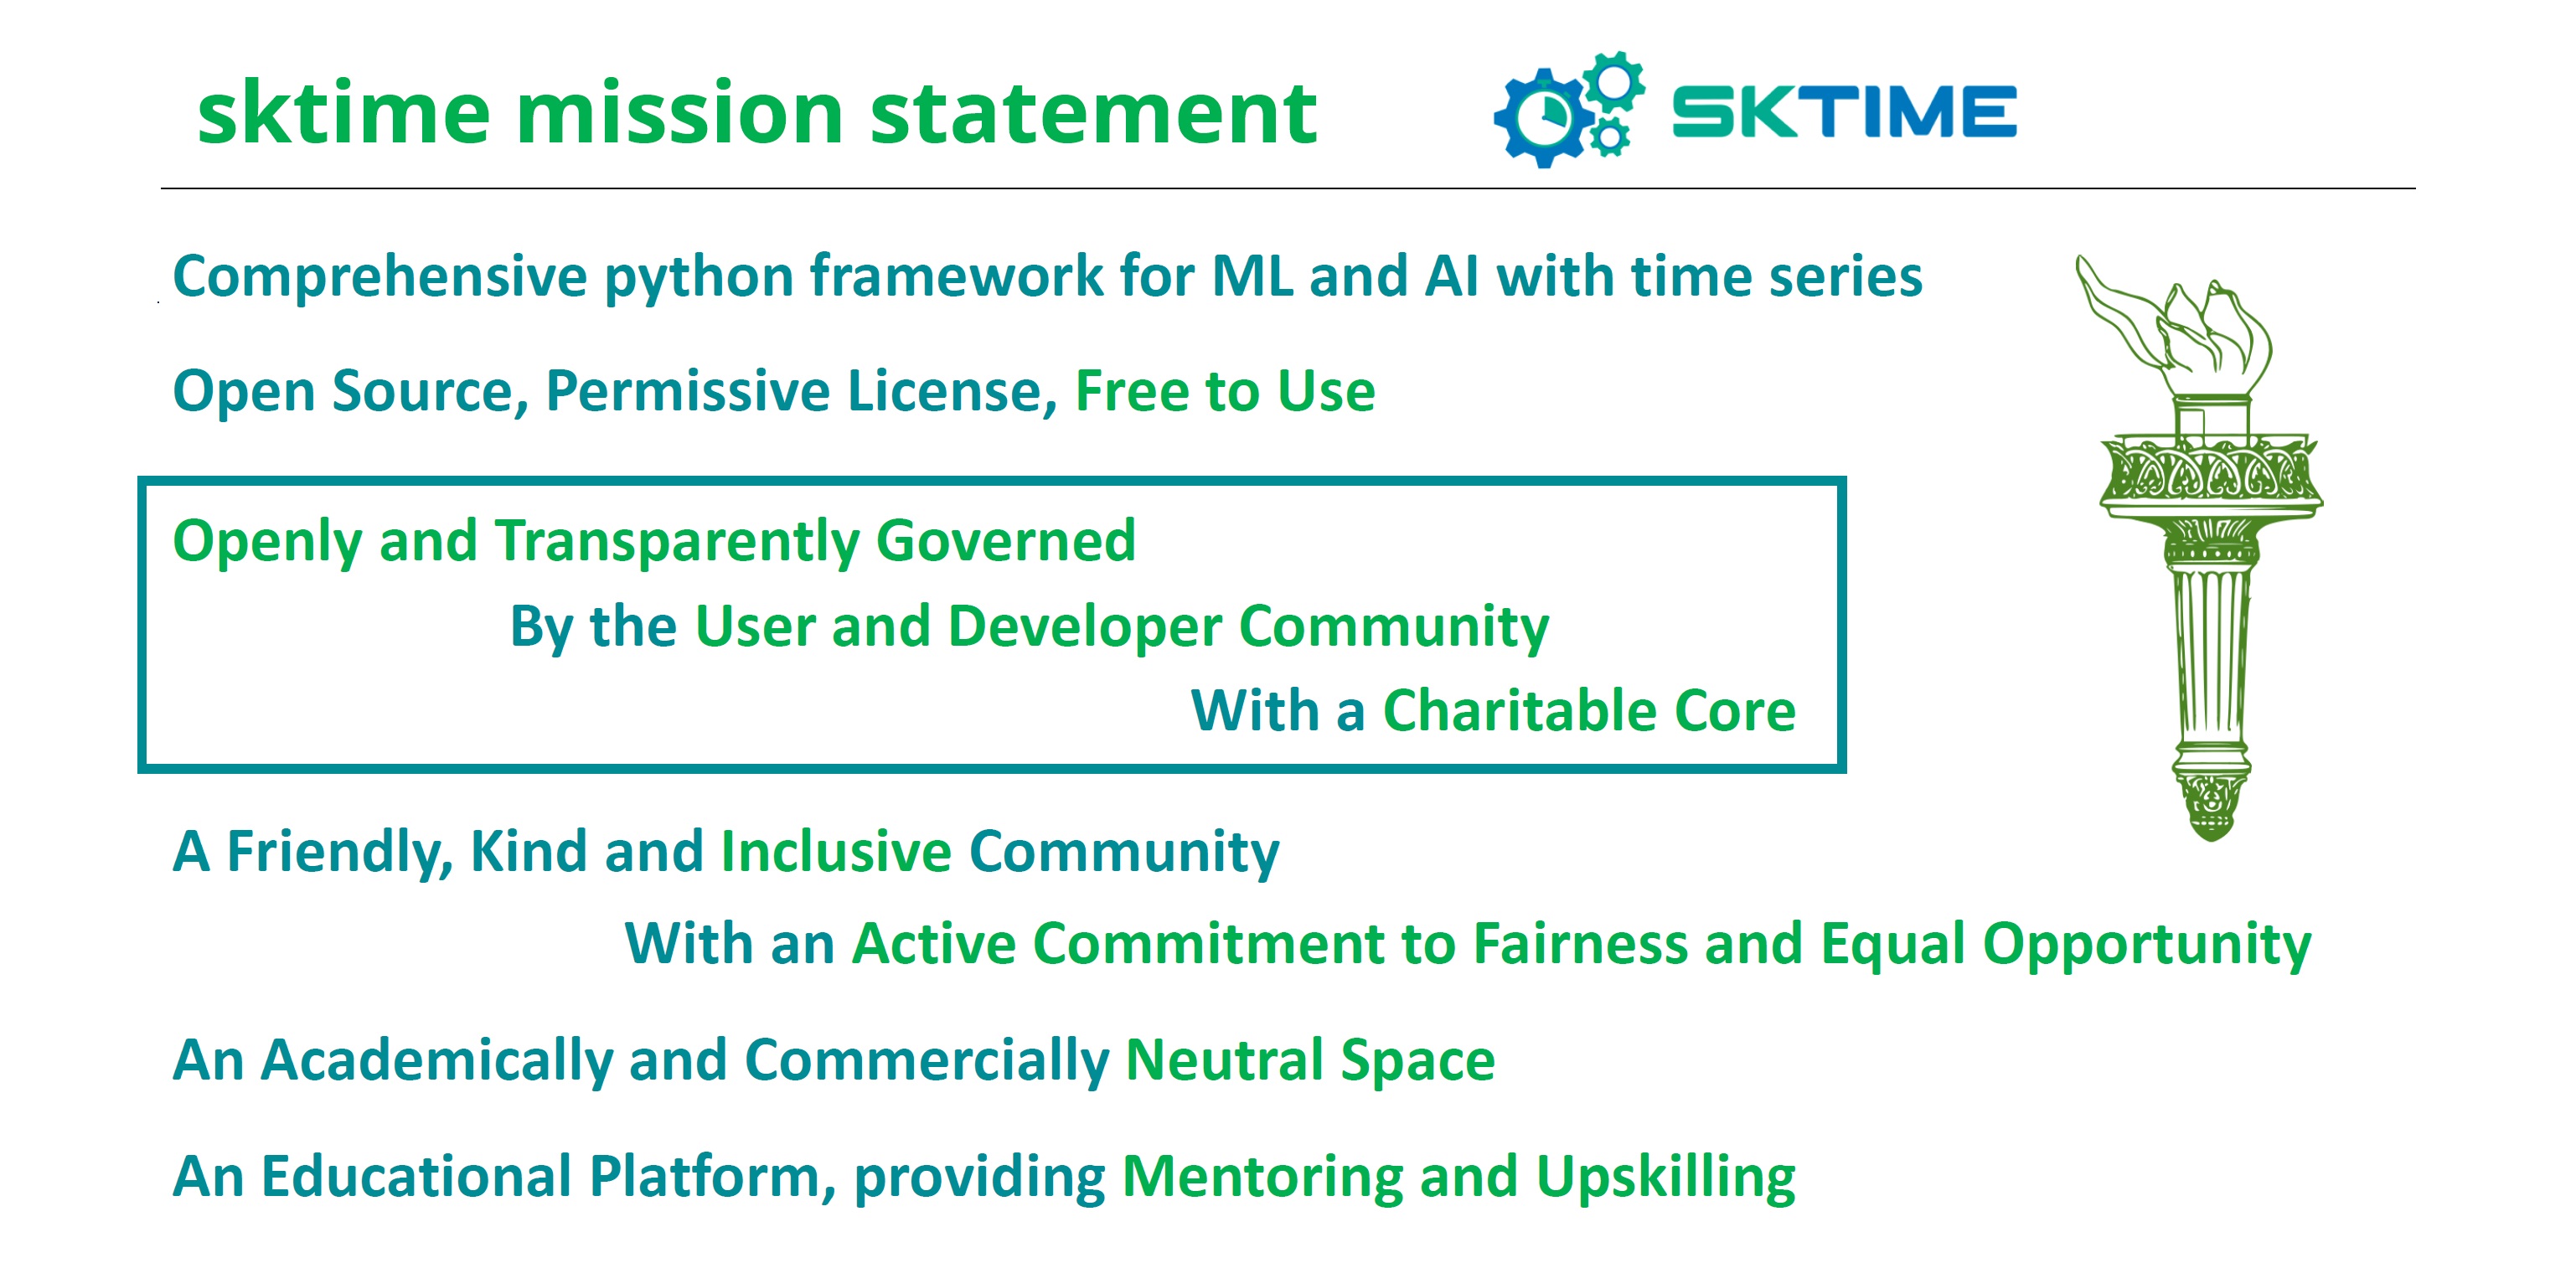 sktime mission statement
SKTIME
Comprehensive python framework for ML and AI with time series
Open Source, Permissive License, Free to Use
Openly and Transparently Governed
By the User and Developer Community
With a Charitable Core
A Friendly, Kind and Inclusive Community
With an Active Commitment to Fairness and Equal Opportunity
An Academically and Commercially Neutral Space
An Educational Platform, providing Mentoring and Upskilling